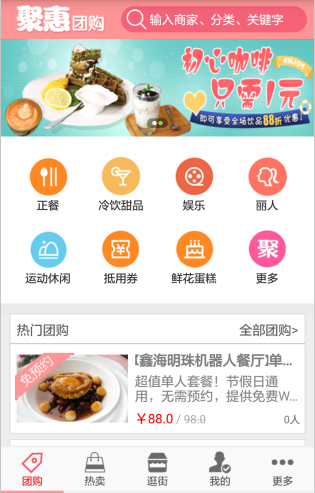 聚惠团购
输入商家、分类、关键字
初心咖啡
只需1元
ENJOY
即可享受全场饮品88折优惠!
正餐
冷饮甜品
娱乐
丽人
运动休闲
抵用券
鲜花蛋糕
聚
更多
热门团购
全部团购>
免预约
[鑫海明珠机器人餐厅]单...
超值单人套餐！节假日通
用，无需预约，提供免费W...
￥88.0 / 98.0
0人
团购
热卖
逛街
我的
更多